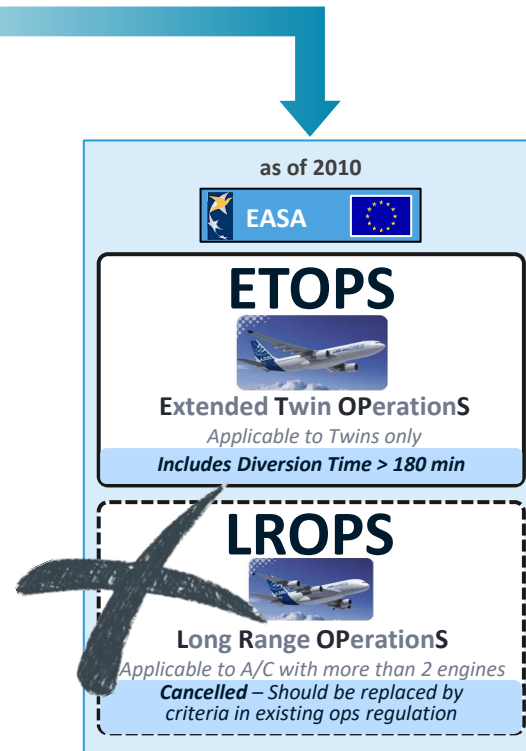 as of 2010
EASA
ETOPS
Extended Twin OPerationS
Applicable to Twins only
Includes Diversion Time > 180 min
LROPS
Long Range OPerationS
Applicable to A/C with more than 2 engines
Cancelled – Should be replaced by
criteria in existing ops regulation